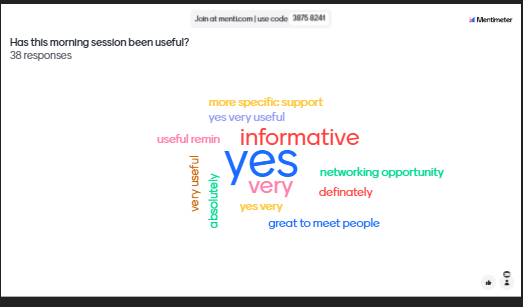 Join at menti.com | use code 3875 8241
Mentimeter
Has this morning session been useful?
38 responses
more specific support
yes very useful
useful remin
informative
yes
very useful
absolutely
very
networking opportunity
definately
yes very
great to meet people